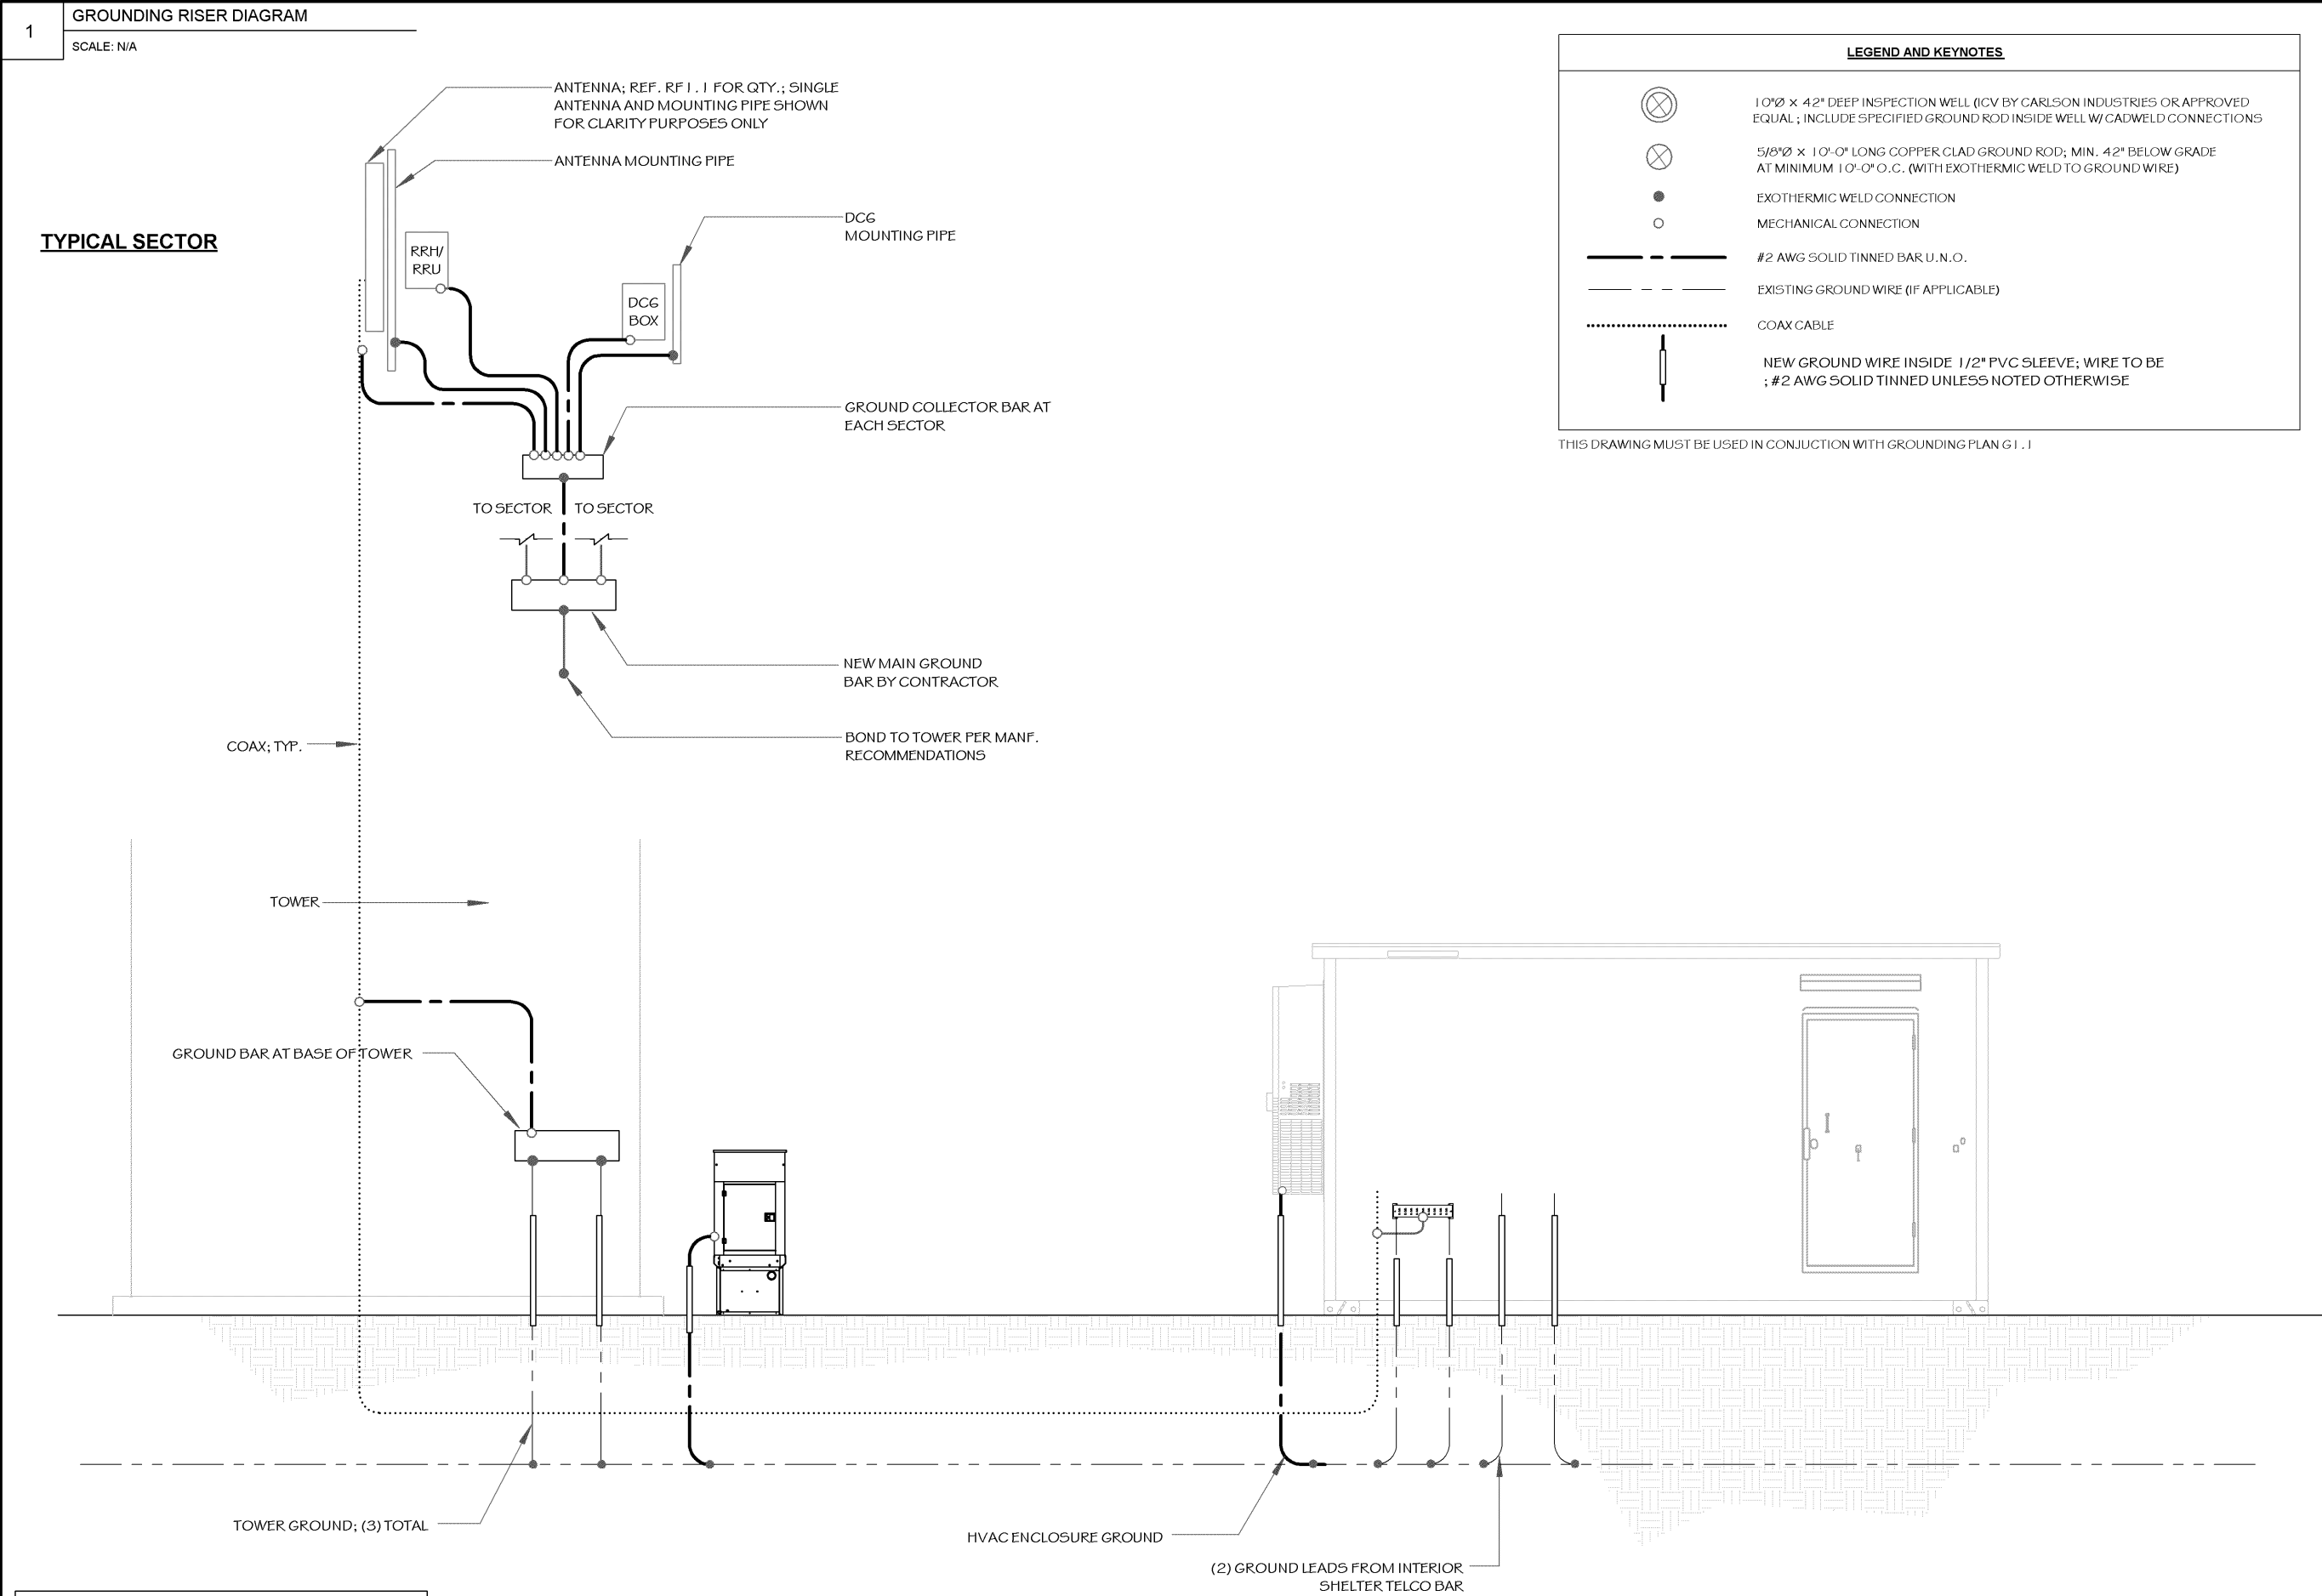 1
GROUNDING RISER DIAGRAM
SCALE: N/A
LEGEND AND KEYNOTES
10"Ø X 42" DEEP INSPECTION WELL (ICV BY CARLSON INDUSTRIES OR APPROVED
EQUAL ; INCLUDE SPECIFIED GROUND ROD INSIDE WELL W/ CADWELD CONNECTIONS
5/8"Ø X 10'-0" LONG COPPER CLAD GROUND ROD; MIN. 42" BELOW GRADE
AT MINIMUM 10'-0" O.C. (WITH EXOTHERMIC WELD TO GROUND WIRE)
EXOTHERMIC WELD CONNECTION
MECHANICAL CONNECTION
#2 AWG SOLID TINNED BAR U.N.O.
EXISTING GROUND WIRE (IF APPLICABLE)
COAX CABLE
NEW GROUND WIRE INSIDE 1/2" PVC SLEEVE; WIRE TO BE
; #2 AWG SOLID TINNED UNLESS NOTED OTHERWISE
THIS DRAWING MUST BE USED IN CONJUCTION WITH GROUNDING PLAN G1.1
ANTENNA; REF. RF1.1 FOR QTY.; SINGLE
ANTENNA AND MOUNTING PIPE SHOWN
FOR CLARITY PURPOSES ONLY
ANTENNA MOUNTING PIPE
TYPICAL SECTOR
RRH/
RRU
DC6
MOUNTING PIPE
DC6
BOX
GROUND COLLECTOR BAR AT
EACH SECTOR
TO SECTOR
TO SECTOR
NEW MAIN GROUND
BAR BY CONTRACTOR
BOND TO TOWER PER MANF.
RECOMMENDATIONS
COAX; TYP.
TOWER
GROUND BAR AT BASE OF TOWER
TOWER GROUND; (3) TOTAL
HVAC ENCLOSURE GROUND
(2) GROUND LEADS FROM INTERIOR
SHELTER TELCO BAR